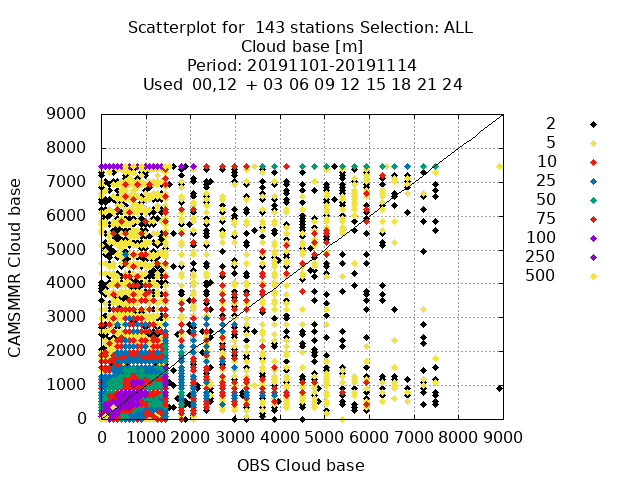 Scatterplot for  143 stations Selection: ALL
Cloud base [m]
Period: 20191101-20191114
Used  00,12  + 03 06 09 12 15 18 21 24
9000
8000
7000
6000
5000
4000
3000
2000
1000
0
CAMSIMMR Cloud base
0 1000 2000 3000 4000 5000 6000 7000 8000 9000
OBS Cloud base
2
5
10
25
50
75
100
250
500